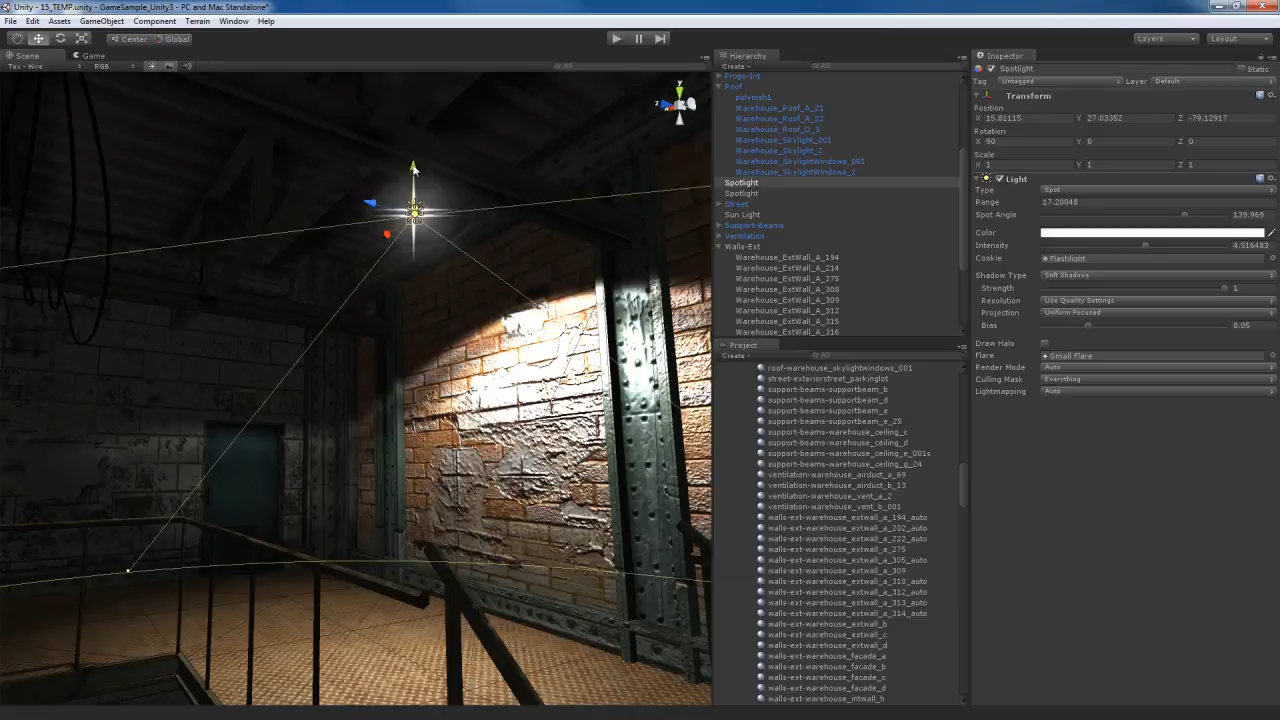 Unity - 15_TEMP.unity - GameSample_Unity3 - PC and Mac Standalone*
File Edit Assets GameObject Component Terrain Window Help
Center Global Layers Layout
Scene Game
Tex - Wire RGB All
Hierarchy
Create All
Props-Int
Roof
polymsh1
Warehouse_Roof_A_21
Warehouse_Roof_A_22
Warehouse_Roof_D_3
Warehouse_Skylight_001
Warehouse_Skylight_2
Warehouse_SkylightWindows_001
Warehouse_SkylightWindows_2
Spotlight
Spotlight
Street
Sun Light
Support-Beams
Ventilation
Walls-Ext
Warehouse_ExtWall_A_194
Warehouse_ExtWall_A_214
Warehouse_ExtWall_A_275
Warehouse_ExtWall_A_308
Warehouse_ExtWall_A_309
Warehouse_ExtWall_A_312
Warehouse_ExtWall_A_315
Warehouse_ExtWall_A_316
Project
Create All
roof-warehouse_skylightwindows_001
street-exteriorstreet_parkinglot
support-beams-supportbeam_b
support-beams-supportbeam_d
support-beams-supportbeam_e
support-beams-supportbeam_e_25
support-beams-warehouse_ceiling_c
support-beams-warehouse_ceiling_d
support-beams-warehouse_ceiling_e_001s
support-beams-warehouse_ceiling_g_24
ventilation-warehouse_airduct_a_69
ventilation-warehouse_airduct_b_13
ventilation-warehouse_vent_a_2
ventilation-warehouse_vent_b_001
walls-ext-warehouse_extwall_a_194_auto
walls-ext-warehouse_extwall_a_202_auto
walls-ext-warehouse_extwall_a_222_auto
walls-ext-warehouse_extwall_a_275
walls-ext-warehouse_extwall_a_305_auto
walls-ext-warehouse_extwall_a_309
walls-ext-warehouse_extwall_a_310_auto
walls-ext-warehouse_extwall_a_312_auto
walls-ext-warehouse_extwall_a_313_auto
walls-ext-warehouse_extwall_a_314_auto
walls-ext-warehouse_extwall_b
walls-ext-warehouse_extwall_c
walls-ext-warehouse_extwall_d
walls-ext-warehouse_facade_a
walls-ext-warehouse_facade_b
walls-ext-warehouse_facade_c
walls-ext-warehouse_facade_d
walls-ext-warehouse_intwall_h
Inspector
Spotlight Static
Tag Untagged Layer Default
Transform
Position
X 15.81115 Y 27.03352 Z -79.12917
Rotation
X 90 Y 0 Z 0
Scale
X 1 Y 1 Z 1
Light
Type Spot
Range 17.20048
Spot Angle 139.969
Color
Intensity 4.516483
Cookie Flashlight
Shadow Type Soft Shadows
Strength 1
Resolution Use Quality Settings
Projection Uniform Focused
Bias 0.05
Draw Halo
Flare Small Flare
Render Mode Auto
Culling Mask Everything
Lightmapping Auto